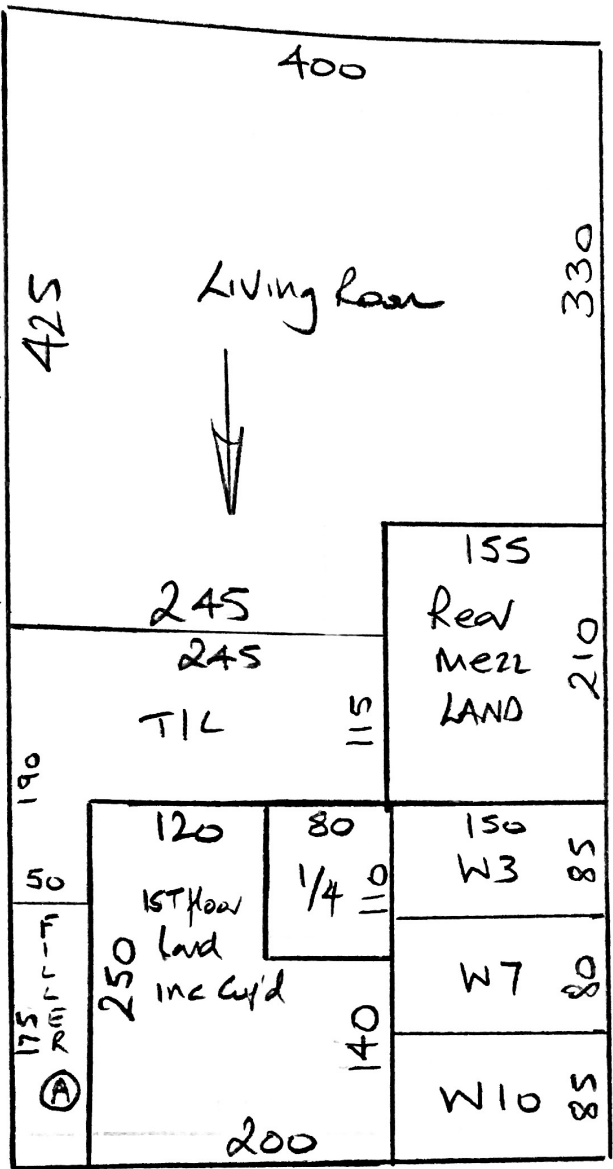 400
425
Living Room
330
245
155
Rear
Mezz
LAND
210
245
T/L
115
190
50
FILLER
175
A
120
1ST floor
Land
inc Cup'd
250
80
1/4
110
140
200
150
W3
85
W7
80
W10
85